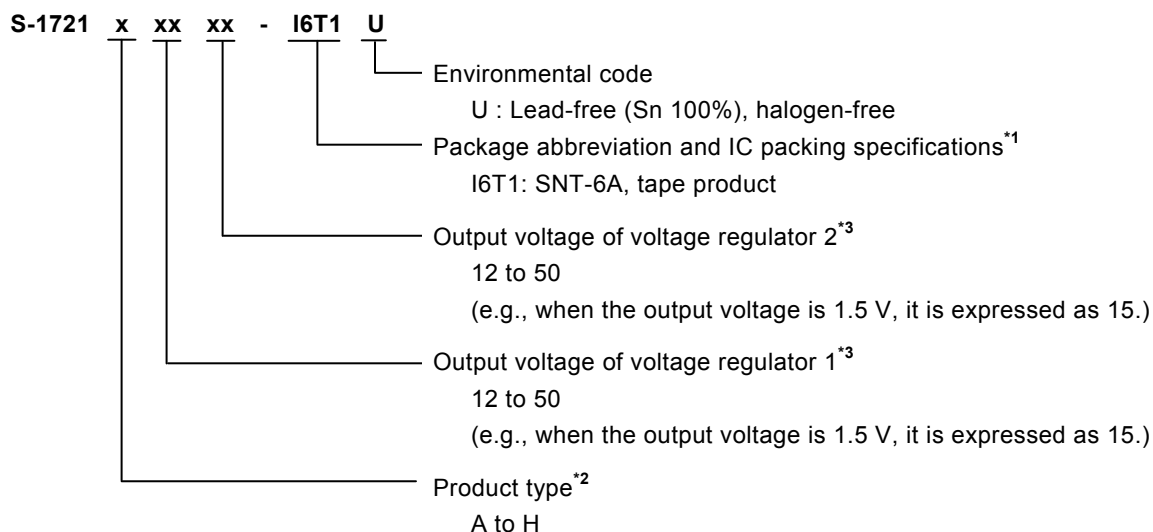 S-1721 x xx xx - I6T1 U
Environmental code
U : Lead-free (Sn 100%), halogen-free
Package abbreviation and IC packing specifications*1
I6T1: SNT-6A, tape product
Output voltage of voltage regulator 2*3
12 to 50
(e.g., when the output voltage is 1.5 V, it is expressed as 15.)
Output voltage of voltage regulator 1*3
12 to 50
(e.g., when the output voltage is 1.5 V, it is expressed as 15.)
Product type*2
A to H